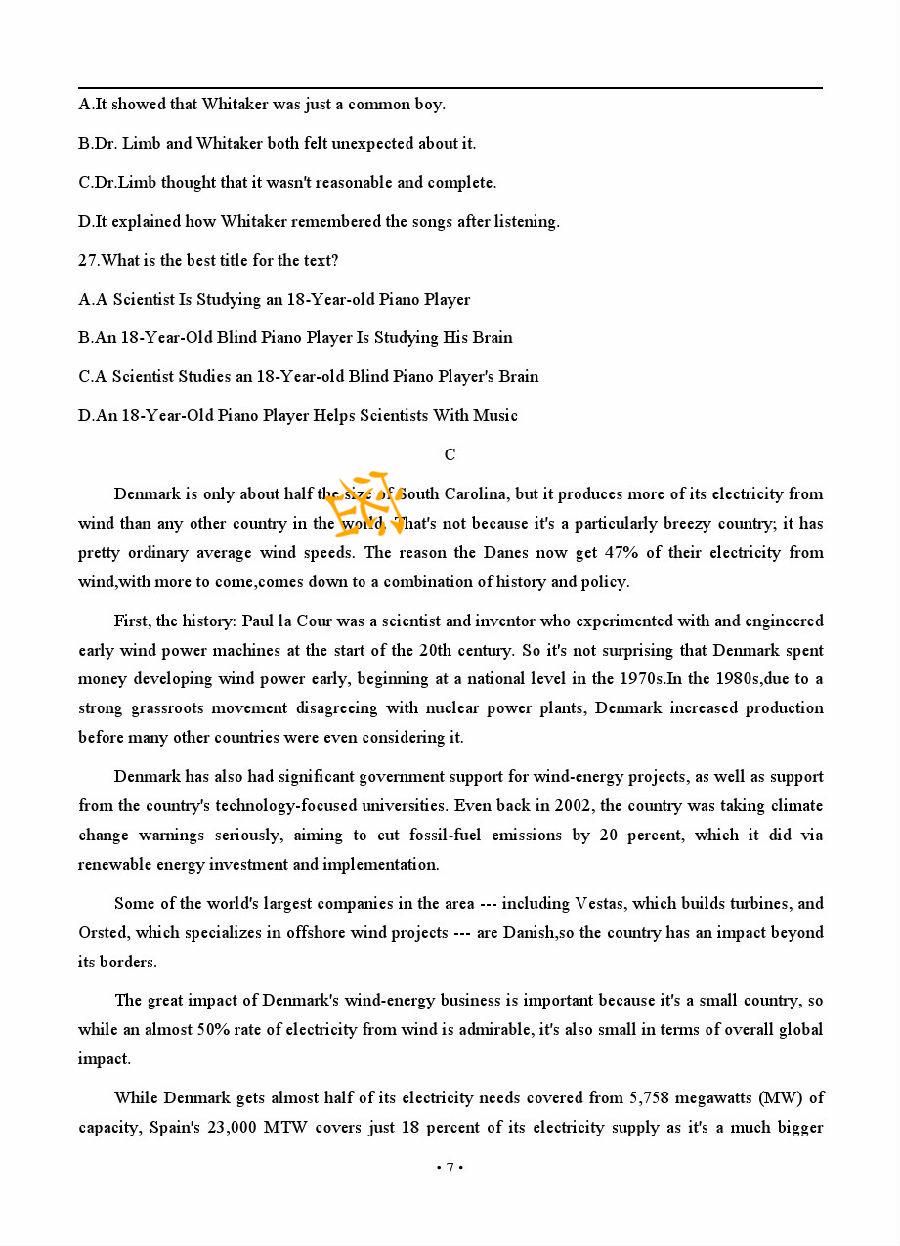 A.It showed that Whitaker was just a common boy.
B.Dr. Limb and Whitaker both felt unexpected about it.
C.Dr.Limb thought that it wasn't reasonable and complete.
D.It explained how Whitaker remembered the songs after listening.
27.What is the best title for the text?
A.A Scientist Is Studying an 18-Year-old Piano Player
B.An 18-Year-Old Blind Piano Player Is Studying His Brain
C.A Scientist Studies an 18-Year-old Blind Piano Player's Brain
D.An 18-Year-Old Piano Player Helps Scientists With Music
C
Denmark is only about half the size of South Carolina, but it produces more of its electricity from
wind than any other country in the world. That's not because it's a particularly breezy country; it has
pretty ordinary average wind speeds. The reason the Danes now get 47% of their electricity from
wind,with more to come,comes down to a combination of history and policy.
First, the history: Paul la Cour was a scientist and inventor who experimented with and engineered
early wind power machines at the start of the 20th century. So it's not surprising that Denmark spent
money developing wind power early, beginning at a national level in the 1970s.In the 1980s,due to a
strong grassroots movement disagreeing with nuclear power plants, Denmark increased production
before many other countries were even considering it.
Denmark has also had significant government support for wind-energy projects, as well as support
from the country's technology-focused universities. Even back in 2002, the country was taking climate
change warnings seriously, aiming to cut fossil-fuel emissions by 20 percent, which it did via
renewable energy investment and implementation.
Some of the world's largest companies in the area --- including Vestas, which builds turbines, and
Orsted, which specializes in offshore wind projects --- are Danish,so the country has an impact beyond
its borders.
The great impact of Denmark's wind-energy business is important because it's a small country, so
while an almost 50% rate of electricity from wind is admirable, it's also small in terms of overall global
impact.
While Denmark gets almost half of its electricity needs covered from 5,758 megawatts (MW) of
capacity, Spain's 23,000 MTW covers just 18 percent of its electricity supply as it's a much bigger
• 7 •